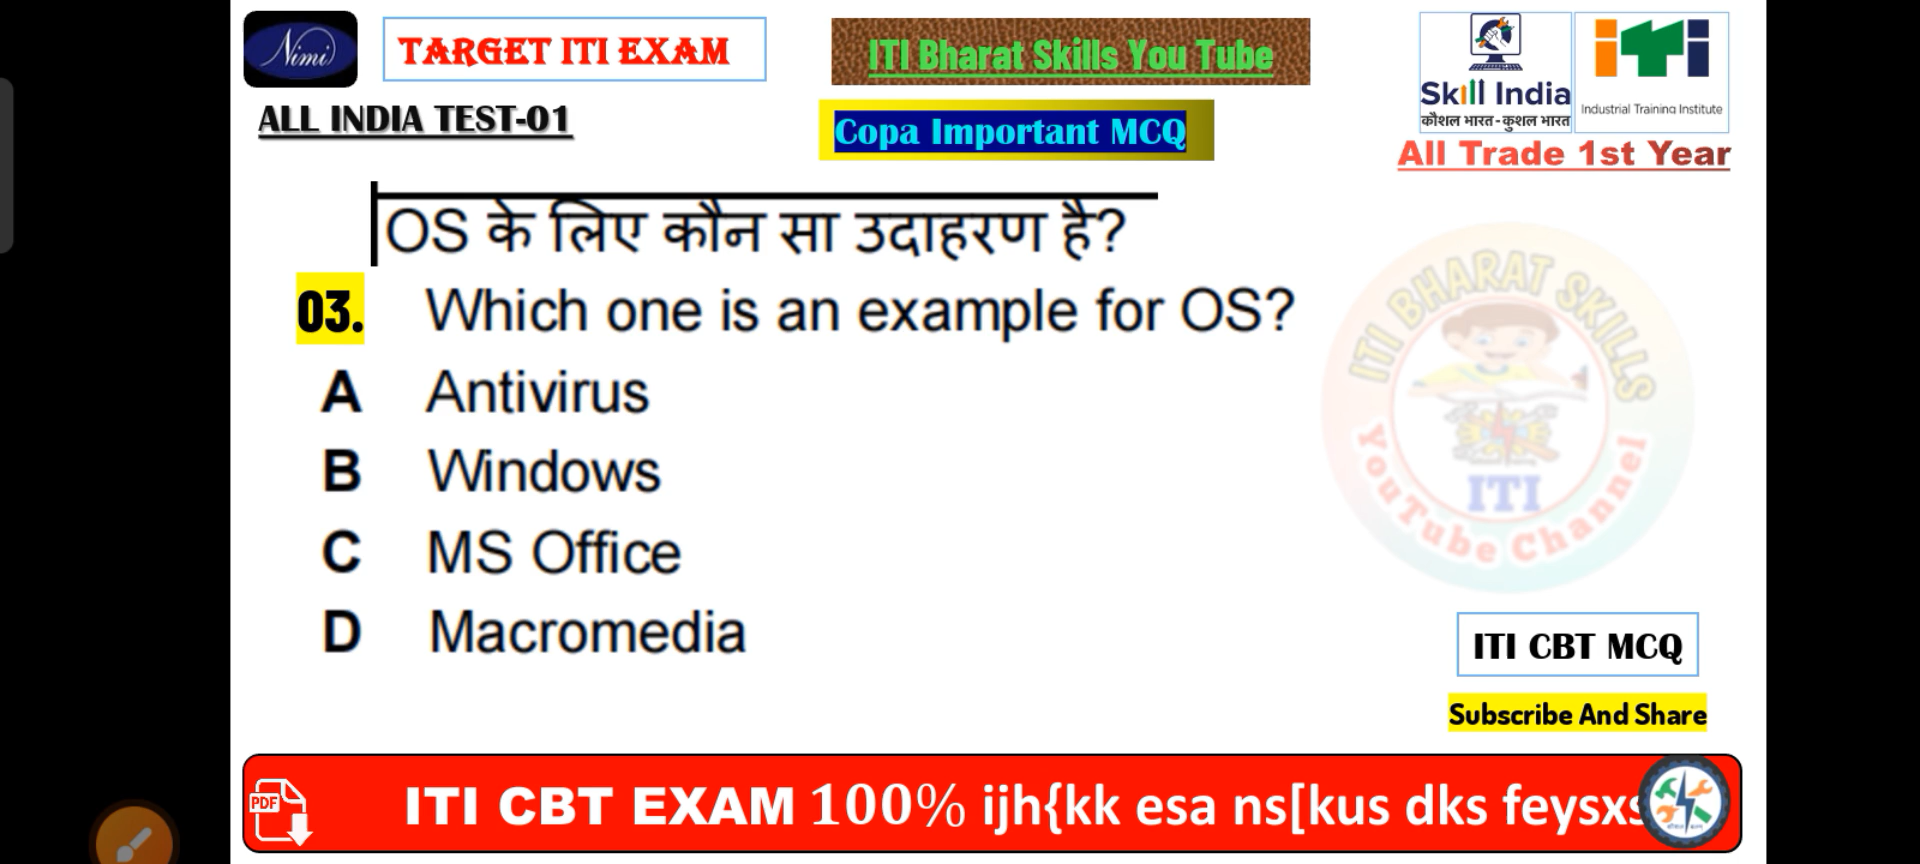 Nimi
TARGET ITI EXAM
ITI Bharat Skills You Tube
Skill India
कौशल भारत - कुशल भारत
iTi
Industrial Training Institute
ALL INDIA TEST-01
Copa Important MCQ
All Trade 1st Year
OS के लिए कौन सा उदाहरण है?
03. Which one is an example for OS?
A Antivirus
B Windows
C MS Office
D Macromedia
ITI BHARAT SKILLS
ITI
YouTube Channel
ITI CBT MCQ
Subscribe And Share
PDF
ITI CBT EXAM 100% ijh{kk esa ns[kus dks feysxs